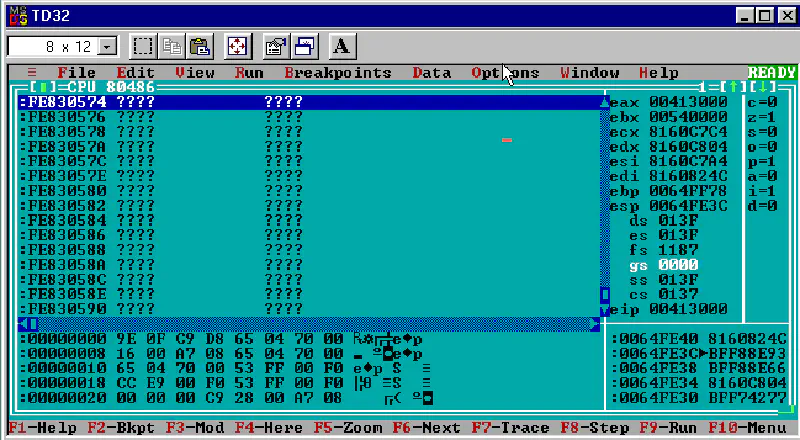 TD32
8 x 12
A
≡ File Edit View Run Breakpoints Data Options Window Help READY
[▮]=CPU 80486 1=[↑][↓]
:FE830574 ???? ???? eax 00413000 c=0
:FE830576 ???? ???? ebx 00540000 z=1
:FE830578 ???? ???? ecx 8160C7C4 s=0
:FE83057A ???? ???? edx 8160C804 o=0
:FE83057C ???? ???? esi 8160C7A4 p=1
:FE83057E ???? ???? edi 8160824C a=0
:FE830580 ???? ???? ebp 0064FF78 i=1
:FE830582 ???? ???? esp 0064FE3C d=0
:FE830584 ???? ???? ds 013F
:FE830586 ???? ???? es 013F
:FE830588 ???? ???? fs 1187
:FE83058A ???? ???? gs 0000
:FE83058C ???? ???? ss 013F
:FE83058E ???? ???? cs 0137
:FE830590 ???? ???? eip 00413000
:00000000 9E 0F C9 D8 65 04 70 00 :0064FE40 8160824C
:00000008 16 00 A7 08 65 04 70 00 :0064FE3C►BFF88E93
:00000010 65 04 70 00 53 FF 00 F0 e♦p S ≡ :0064FE38 BFF88E66
:00000018 CC E9 00 F0 53 FF 00 F0 :0064FE34 8160C804
:00000020 00 00 00 C9 28 00 A7 08 :0064FE30 BFF74277
F1-Help F2-Bkpt F3-Mod F4-Here F5-Zoom F6-Next F7-Trace F8-Step F9-Run F10-Menu